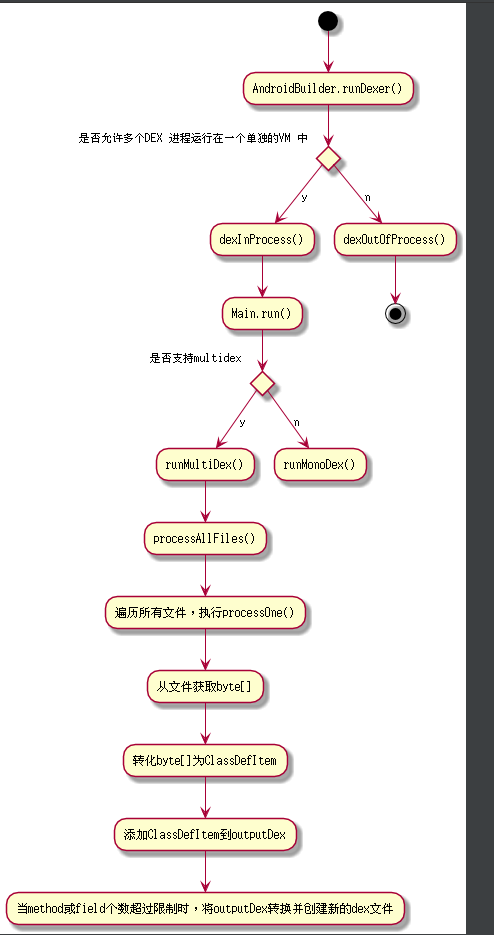 AndroidBuilder.runDexer()
是否允许多个DEX 进程运行在一个单独的VM 中
y
n
dexInProcess()
dexOutOfProcess()
Main.run()
是否支持multidex
y
n
runMultiDex()
runMonoDex()
processAllFiles()
遍历所有文件，执行processOne()
从文件获取byte[]
转化byte[]为ClassDefItem
添加ClassDefItem到outputDex
当method或field个数超过限制时，将outputDex转换并创建新的dex文件